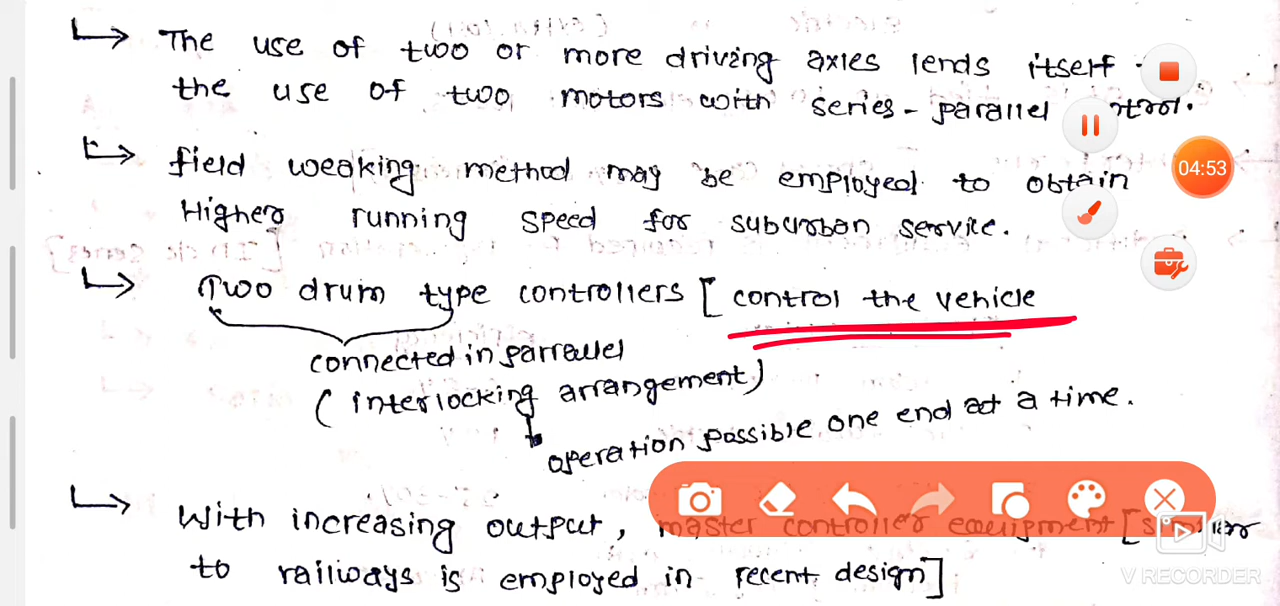 ↳ The use of two or more driving axles lends itself
the use of two motors with series - parallel
04:53
↳ field weaking method may be employed to obtain
Higher running speed for suburban service.
↳ Two drum type controllers [ control the vehicle
connected in parrallel
( interlocking arrangement )
operation possible one end at a time.
↳ With increasing output, master controller equipment [
to railways is employed in recent design ]
V RECORDER